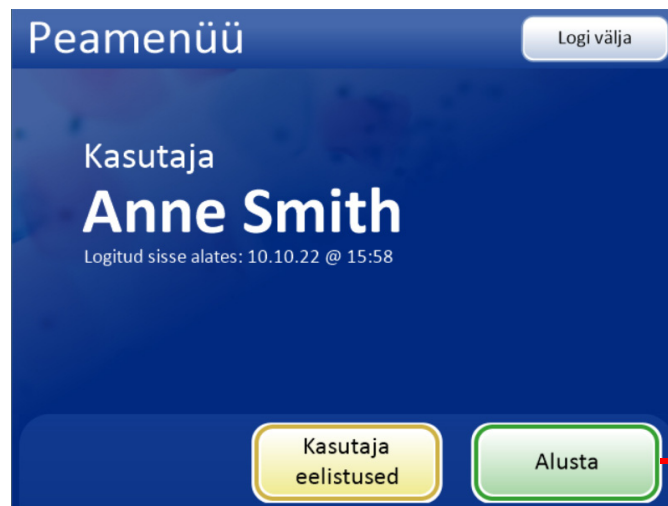 Peamenüü
Logi välja
Kasutaja
Anne Smith
Logitud sisse alates: 10.10.22 @ 15:58
Kasutaja
eelistused
Alusta